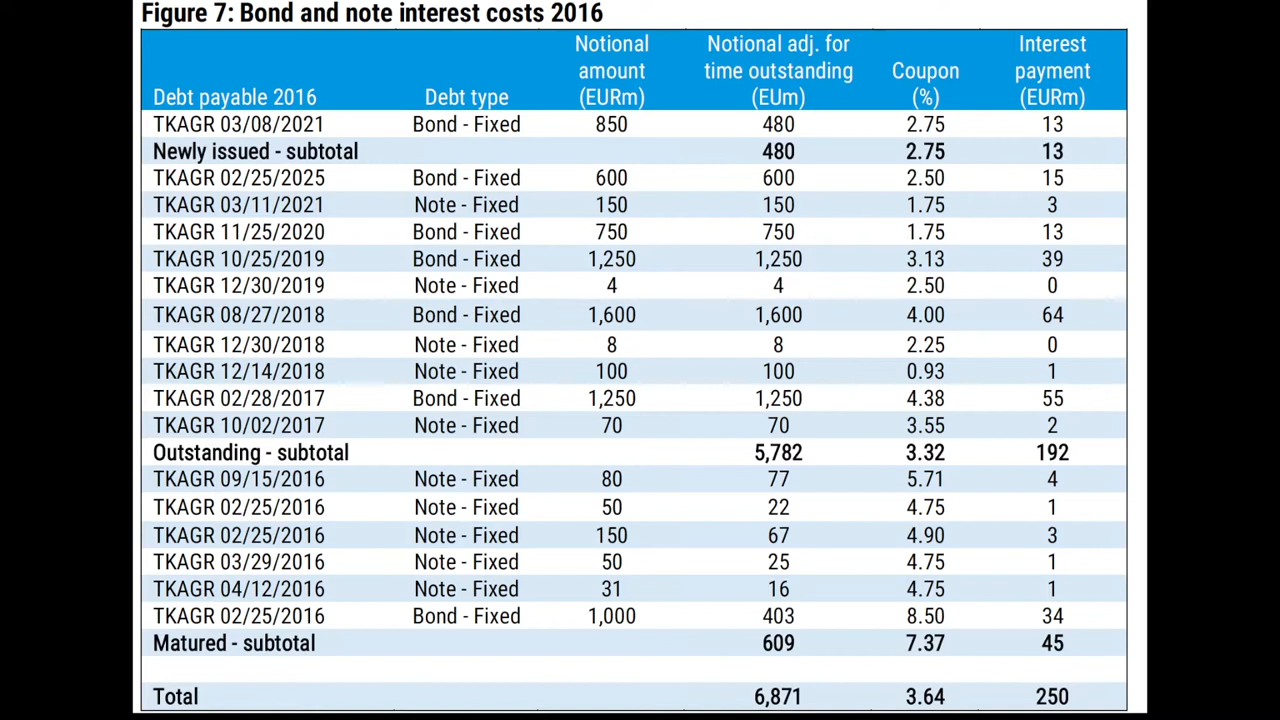 Figure 7: Bond and note interest costs 2016
Debt payable 2016 Debt type Notional amount (EURm) Notional adj. for time outstanding (EUm) Coupon (%) Interest payment (EURm)
TKAGR 03/08/2021 Bond - Fixed 850 480 2.75 13
Newly issued - subtotal 480 2.75 13
TKAGR 02/25/2025 Bond - Fixed 600 600 2.50 15
TKAGR 03/11/2021 Note - Fixed 150 150 1.75 3
TKAGR 11/25/2020 Bond - Fixed 750 750 1.75 13
TKAGR 10/25/2019 Bond - Fixed 1,250 1,250 3.13 39
TKAGR 12/30/2019 Note - Fixed 4 4 2.50 0
TKAGR 08/27/2018 Bond - Fixed 1,600 1,600 4.00 64
TKAGR 12/30/2018 Note - Fixed 8 8 2.25 0
TKAGR 12/14/2018 Note - Fixed 100 100 0.93 1
TKAGR 02/28/2017 Bond - Fixed 1,250 1,250 4.38 55
TKAGR 10/02/2017 Note - Fixed 70 70 3.55 2
Outstanding - subtotal 5,782 3.32 192
TKAGR 09/15/2016 Note - Fixed 80 77 5.71 4
TKAGR 02/25/2016 Note - Fixed 50 22 4.75 1
TKAGR 02/25/2016 Note - Fixed 150 67 4.90 3
TKAGR 03/29/2016 Note - Fixed 50 25 4.75 1
TKAGR 04/12/2016 Note - Fixed 31 16 4.75 1
TKAGR 02/25/2016 Bond - Fixed 1,000 403 8.50 34
Matured - subtotal 609 7.37 45
Total 6,871 3.64 250